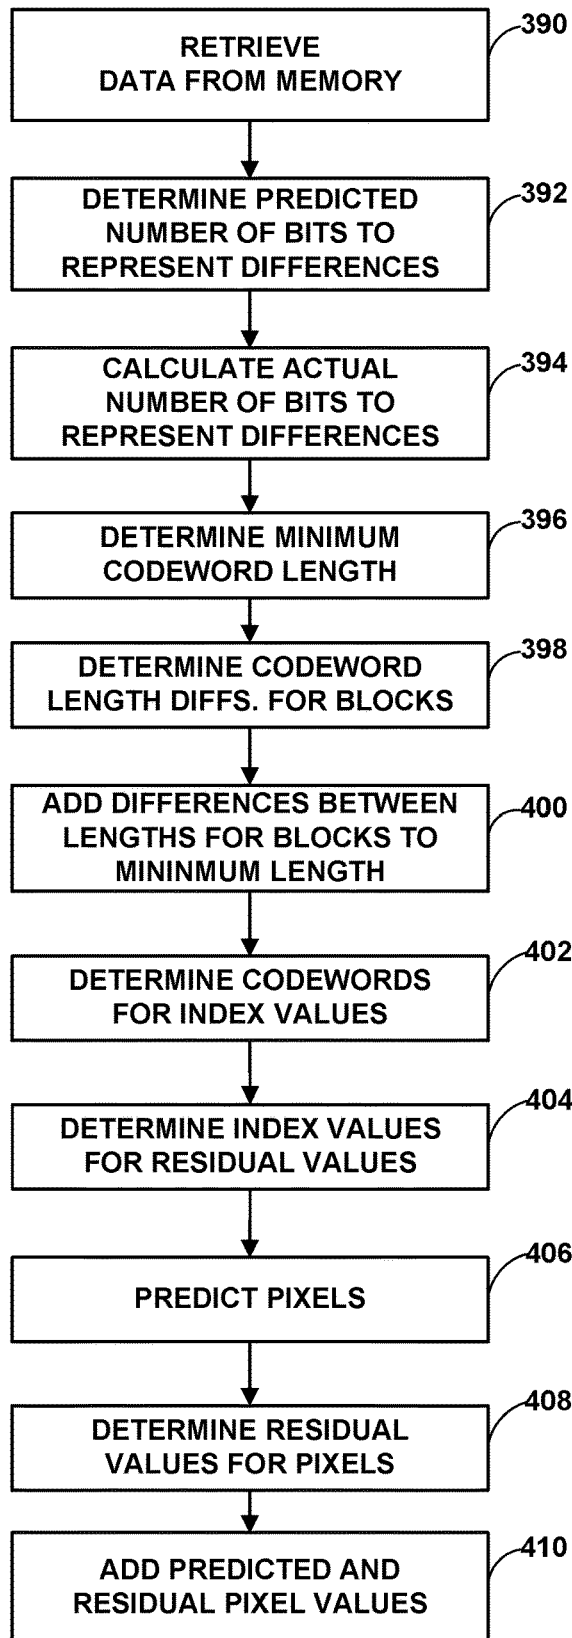 390
RETRIEVE
DATA FROM MEMORY
392
DETERMINE PREDICTED
NUMBER OF BITS TO
REPRESENT DIFFERENCES
394
CALCULATE ACTUAL
NUMBER OF BITS TO
REPRESENT DIFFERENCES
396
DETERMINE MINIMUM
CODEWORD LENGTH
398
DETERMINE CODEWORD
LENGTH DIFFS. FOR BLOCKS
400
ADD DIFFERENCES BETWEEN
LENGTHS FOR BLOCKS TO
MININMUM LENGTH
402
DETERMINE CODEWORDS
FOR INDEX VALUES
404
DETERMINE INDEX VALUES
FOR RESIDUAL VALUES
406
PREDICT PIXELS
408
DETERMINE RESIDUAL
VALUES FOR PIXELS
410
ADD PREDICTED AND
RESIDUAL PIXEL VALUES